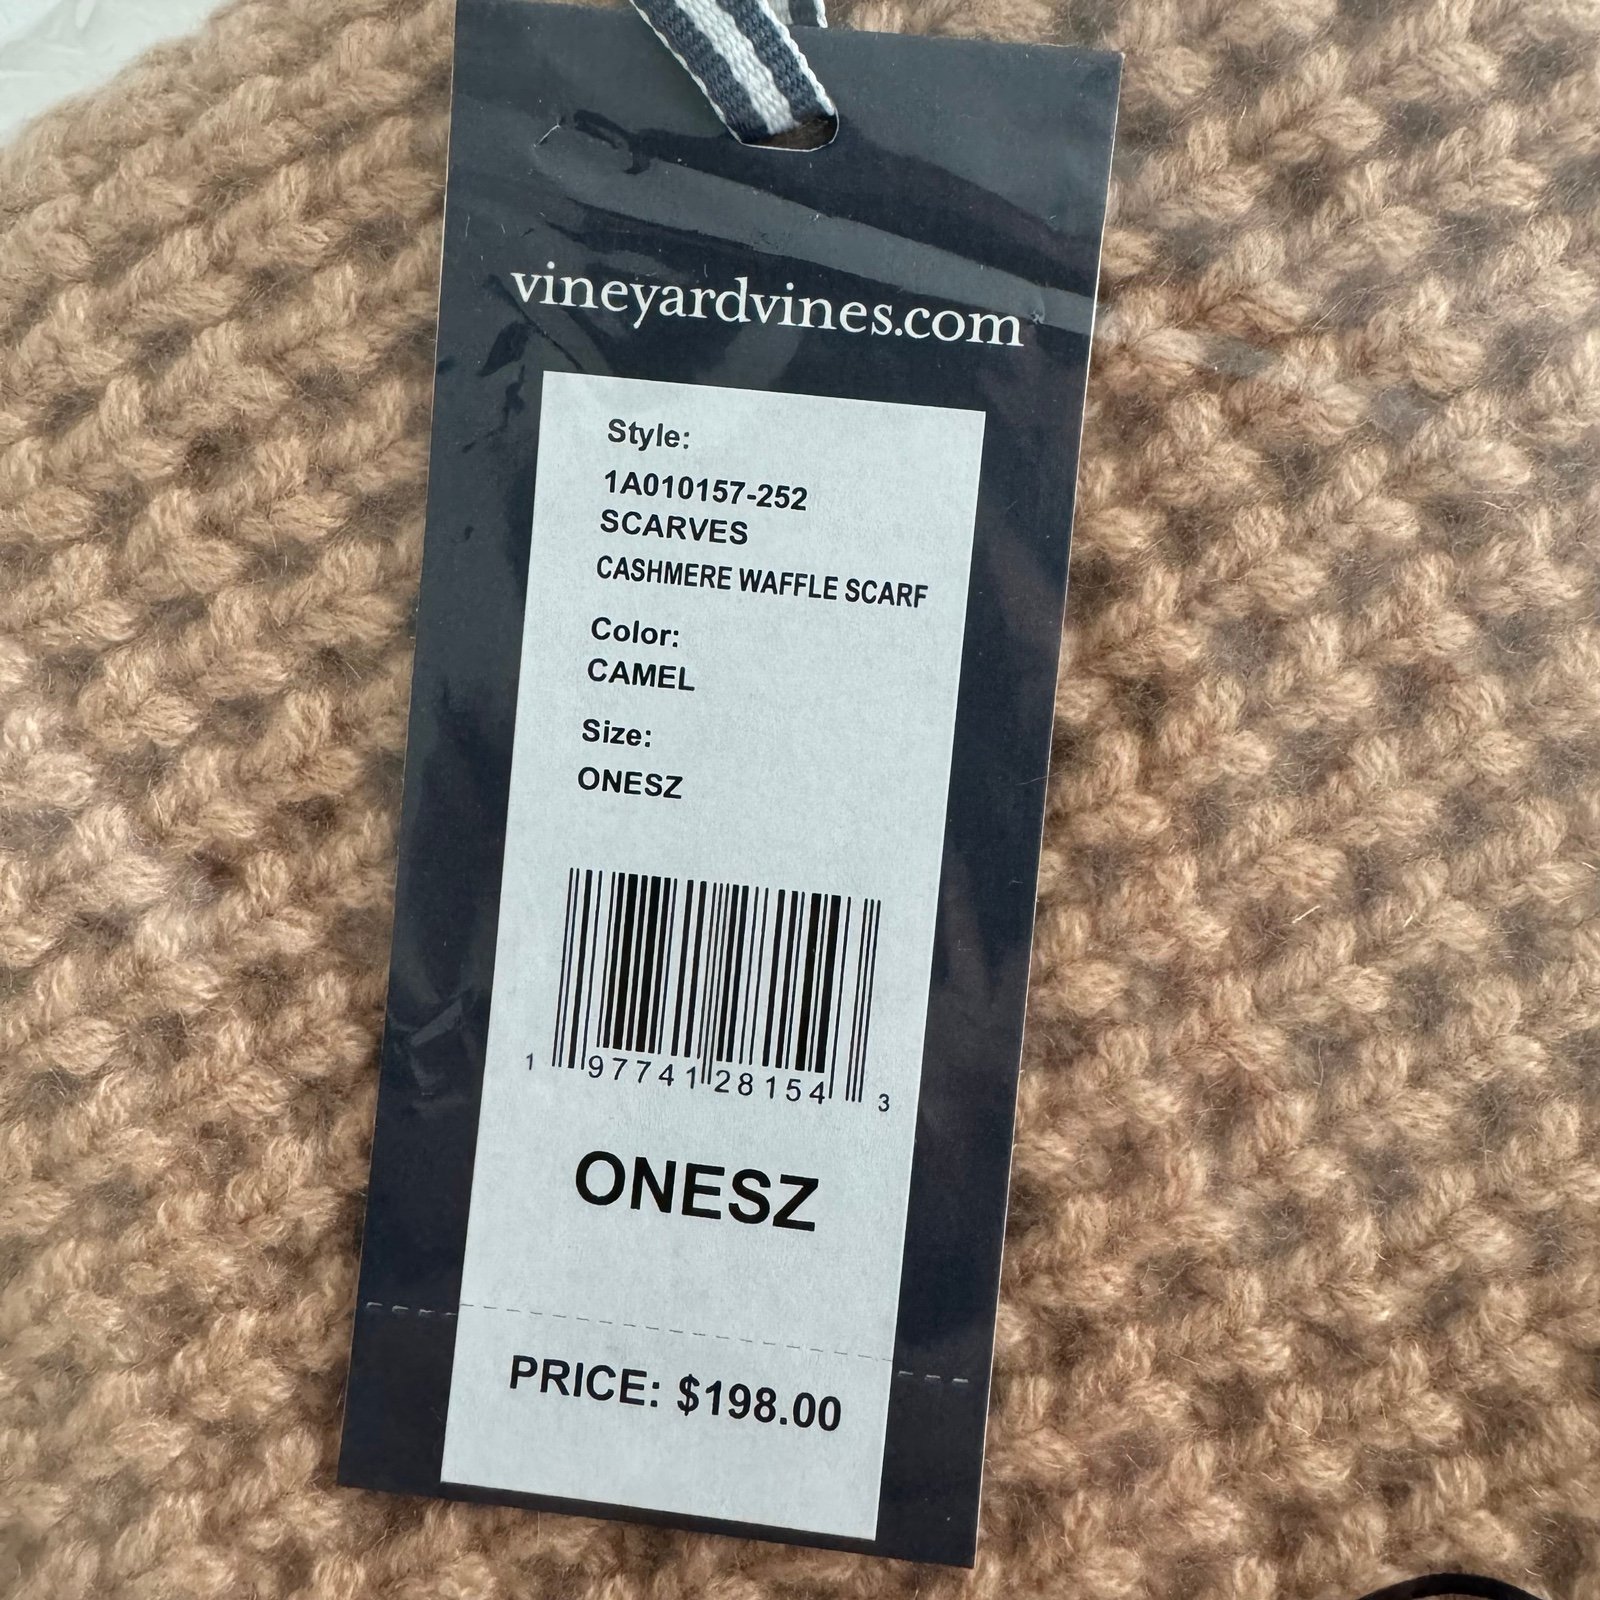 vineyardvines.com
Style:
1A010157-252
SCARVES
CASHMERE WAFFLE SCARF
Color:
CAMEL
Size:
ONESZ
1 97741 28154 3
ONESZ
PRICE: $198.00